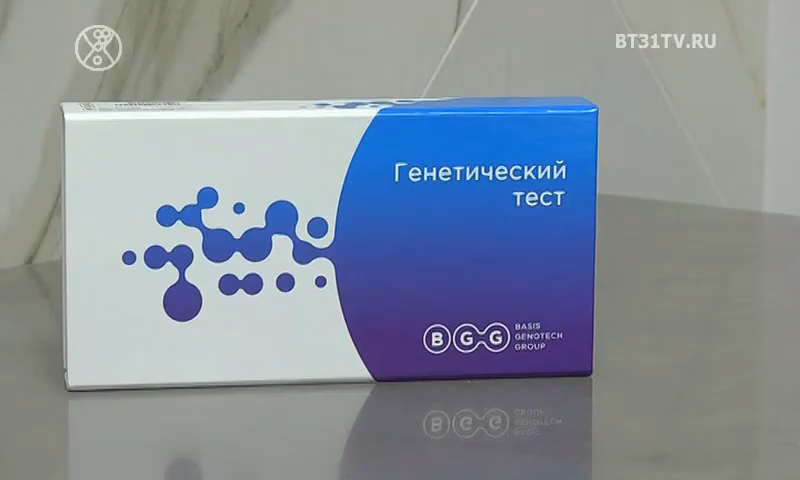 BT31TV.RU
Генетический
тест
BGG
BASIS
GENOTECH
GROUP